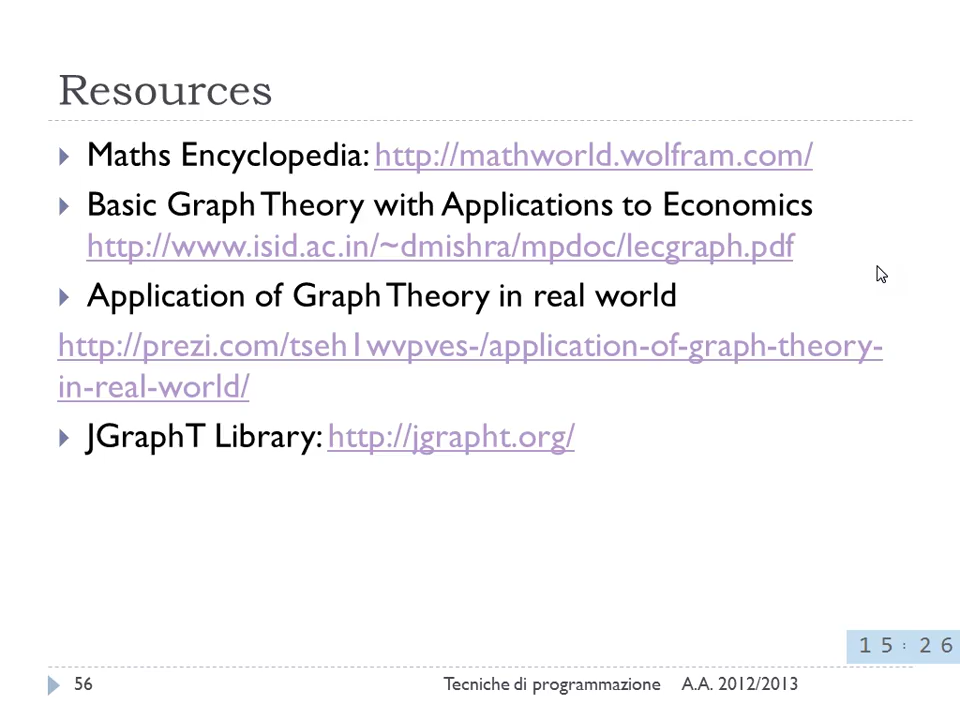 Resources
Maths Encyclopedia: http://mathworld.wolfram.com/
Basic Graph Theory with Applications to Economics
http://www.isid.ac.in/~dmishra/mpdoc/lecgraph.pdf
Application of Graph Theory in real world
http://prezi.com/tseh1wvpves-/application-of-graph-theory-
in-real-world/
JGraphT Library: http://jgrapht.org/
15:26
56 Tecniche di programmazione A.A. 2012/2013